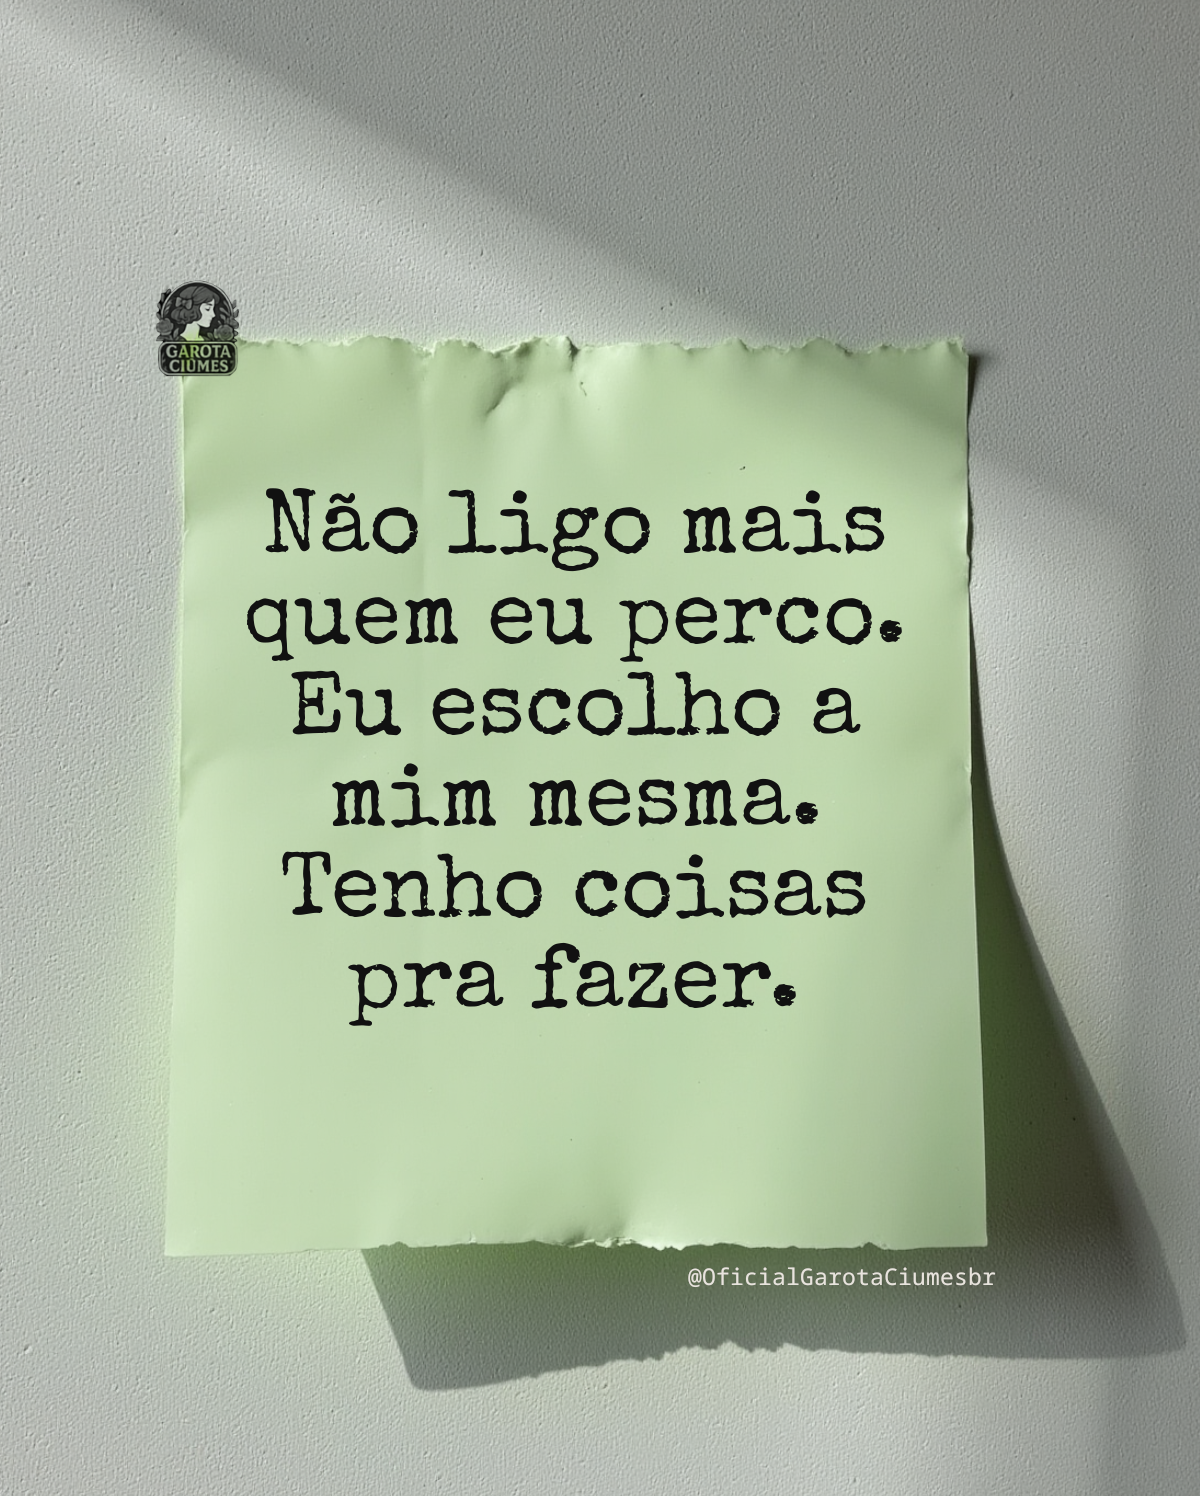 GAROTA
CIÚMES
Não ligo mais
quem eu perco.
Eu escolho a
mim mesma.
Tenho coisas
pra fazer.
@OficialGarotaCiumesbr